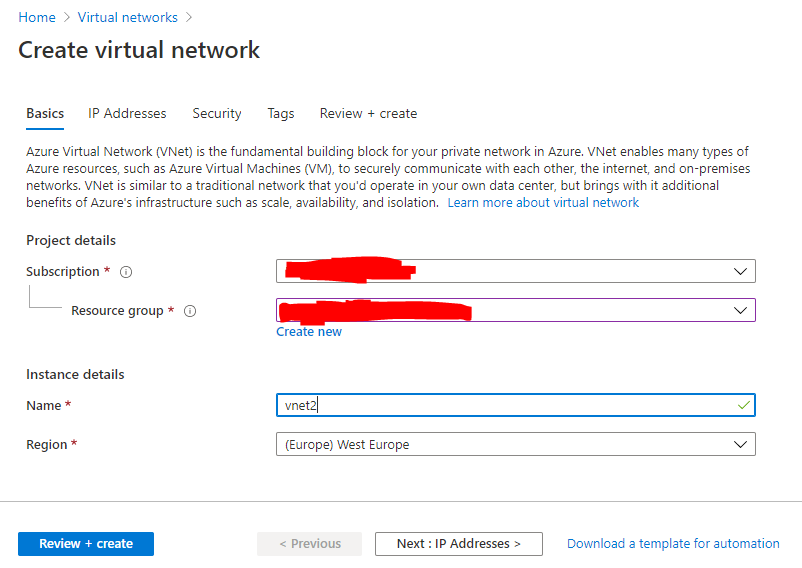 Home > Virtual networks >
Create virtual network
Basics IP Addresses Security Tags Review + create
Azure Virtual Network (VNet) is the fundamental building block for your private network in Azure. VNet enables many types of
Azure resources, such as Azure Virtual Machines (VM), to securely communicate with each other, the internet, and on-premises
networks. VNet is similar to a traditional network that you'd operate in your own data center, but brings with it additional
benefits of Azure's infrastructure such as scale, availability, and isolation. Learn more about virtual network
Project details
Subscription *
Resource group *
Create new
Instance details
Name * vnet2
Region * (Europe) West Europe
Review + create < Previous Next : IP Addresses > Download a template for automation